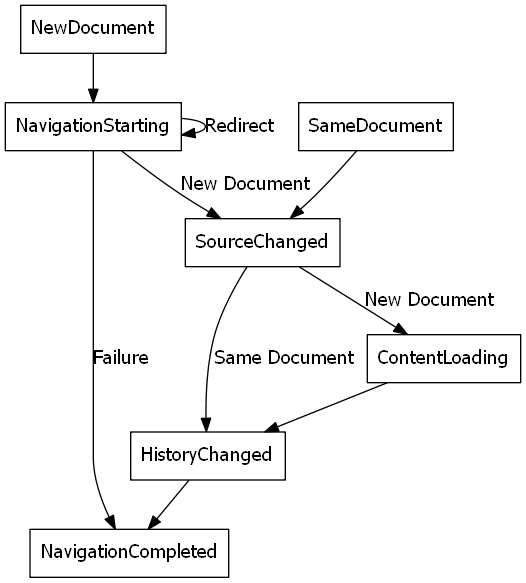 NewDocument
NavigationStarting
Redirect
SameDocument
New Document
SourceChanged
New Document
Failure
Same Document
ContentLoading
HistoryChanged
NavigationCompleted